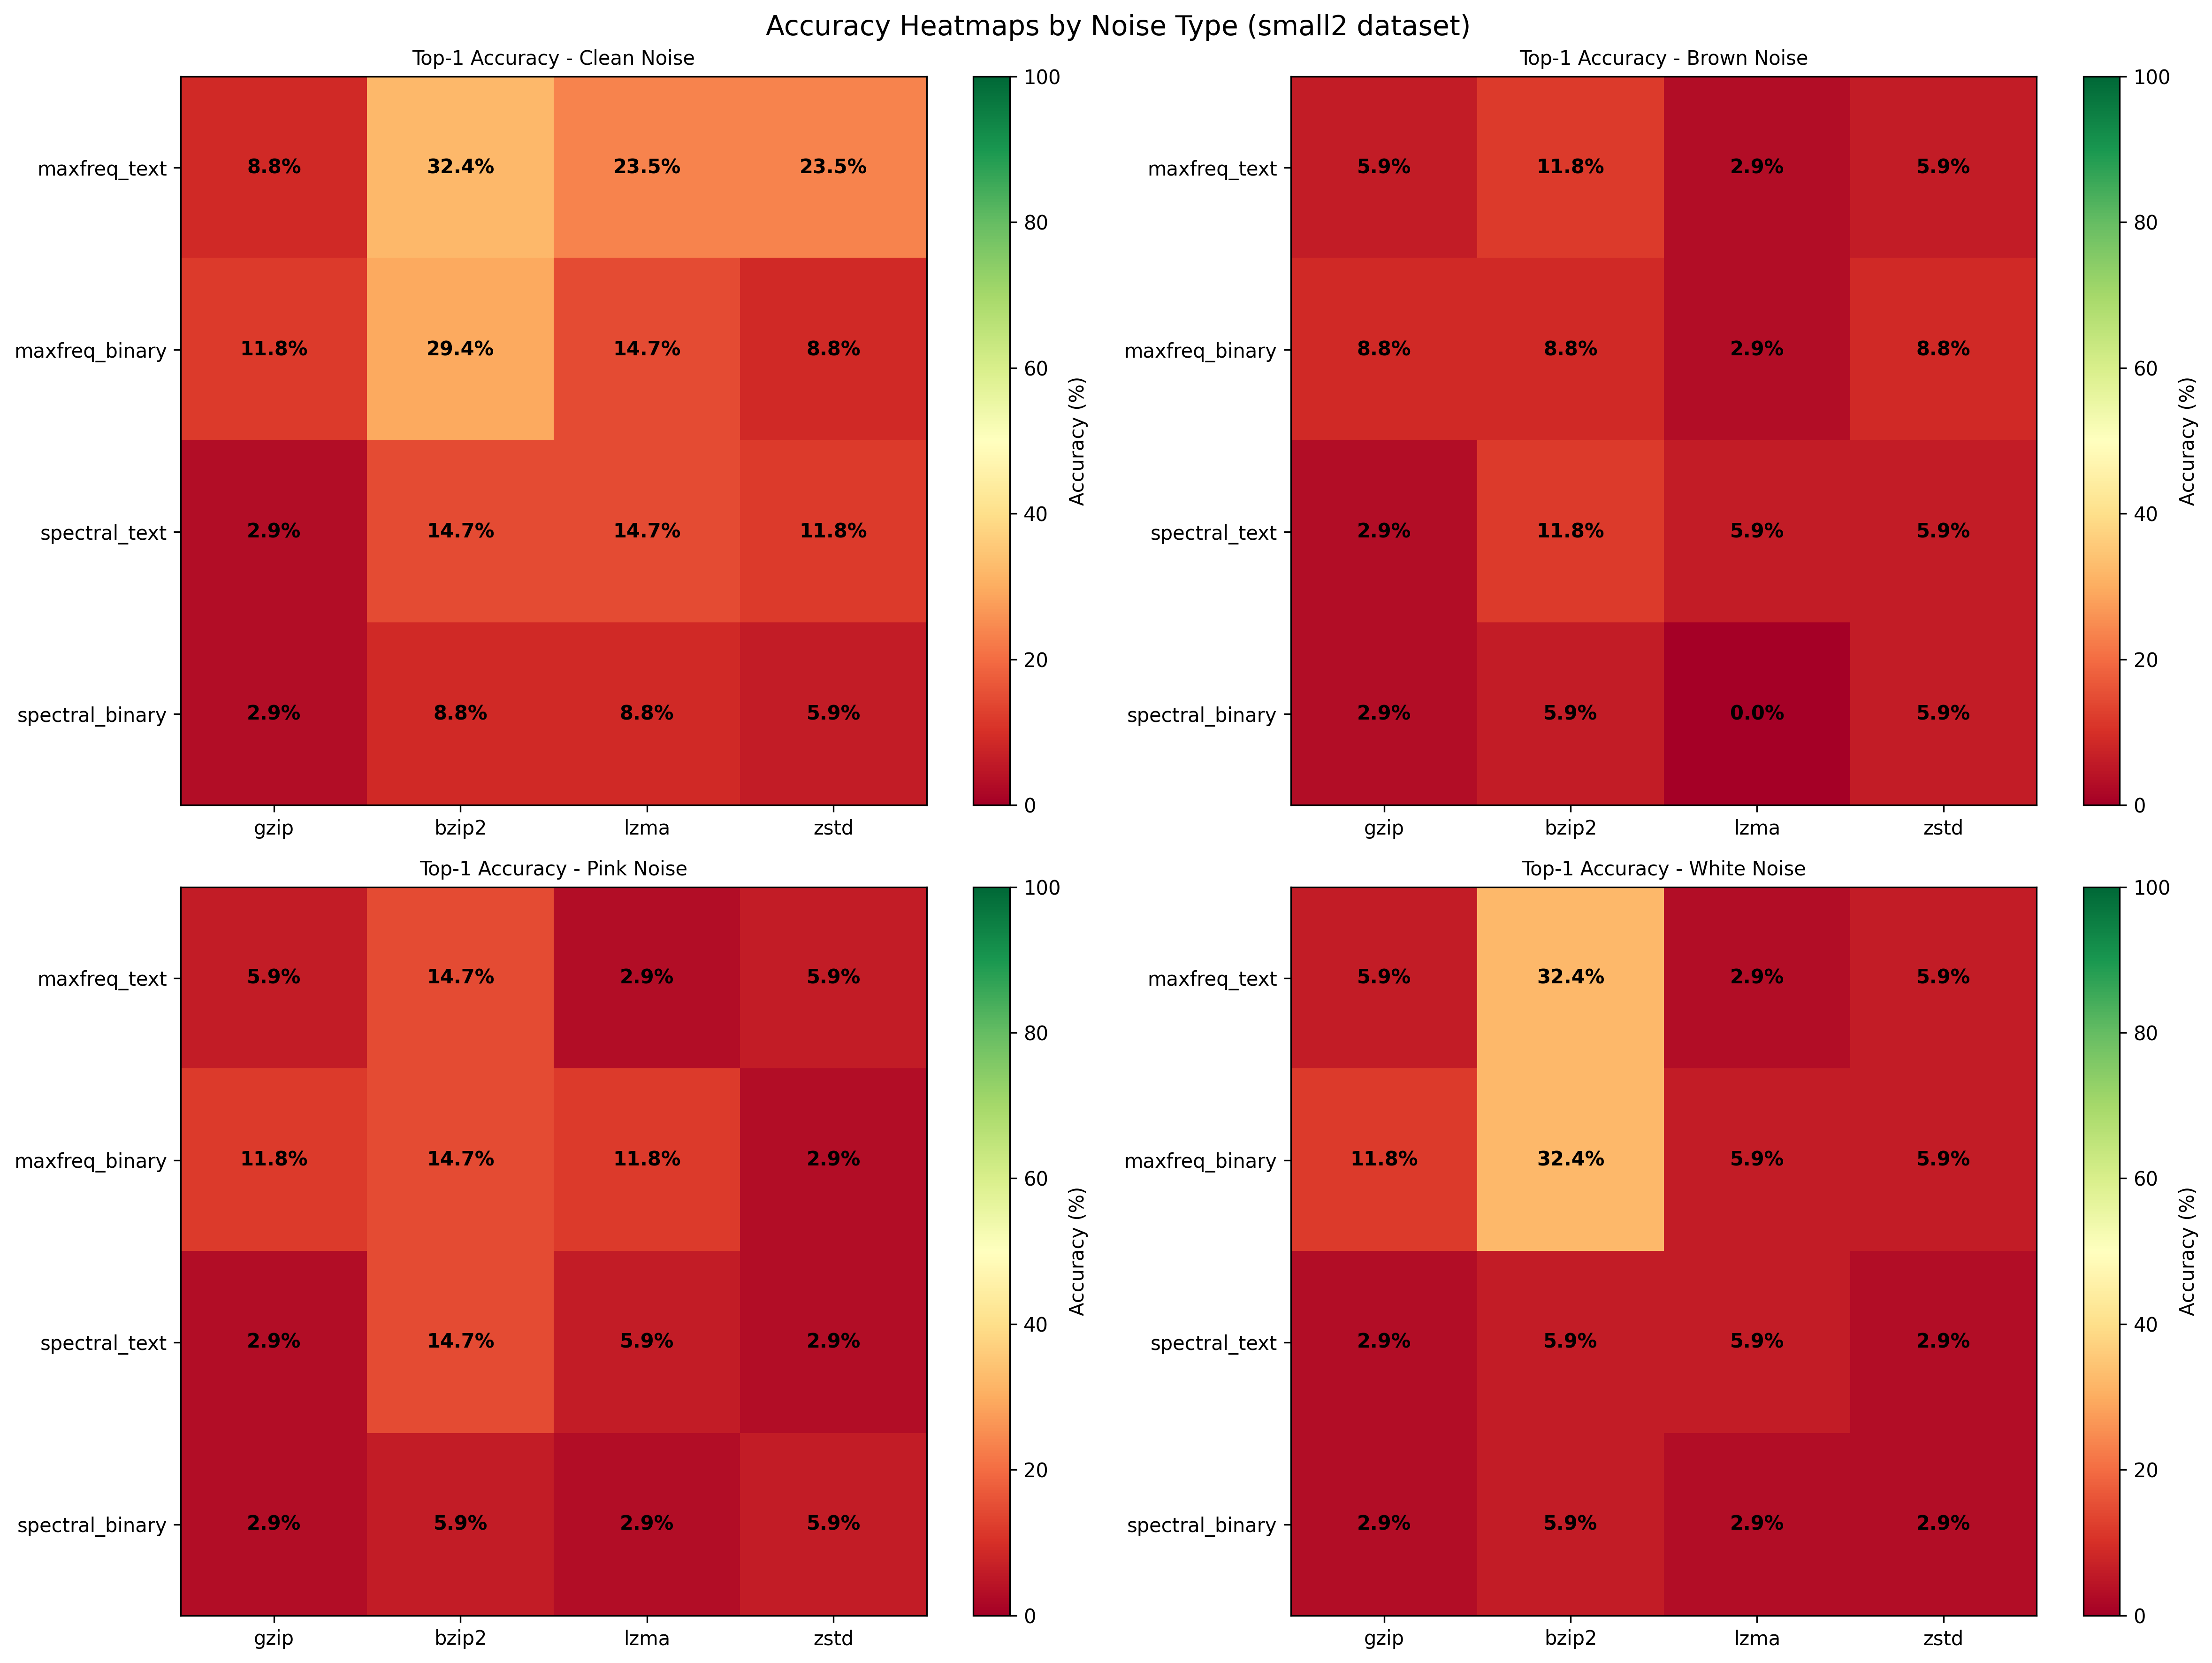 Accuracy Heatmaps by Noise Type (small2 dataset)
Top-1 Accuracy - Clean Noise
100
80
60
40
20
0
Accuracy (%)
maxfreq_text 8.8% 32.4% 23.5% 23.5%
maxfreq_binary 11.8% 29.4% 14.7% 8.8%
spectral_text 2.9% 14.7% 14.7% 11.8%
spectral_binary 2.9% 8.8% 8.8% 5.9%
gzip bzip2 lzma zstd
Top-1 Accuracy - Brown Noise
100
80
60
40
20
0
Accuracy (%)
maxfreq_text 5.9% 11.8% 2.9% 5.9%
maxfreq_binary 8.8% 8.8% 2.9% 8.8%
spectral_text 2.9% 11.8% 5.9% 5.9%
spectral_binary 2.9% 5.9% 0.0% 5.9%
gzip bzip2 lzma zstd
Top-1 Accuracy - Pink Noise
100
80
60
40
20
0
Accuracy (%)
maxfreq_text 5.9% 14.7% 2.9% 5.9%
maxfreq_binary 11.8% 14.7% 11.8% 2.9%
spectral_text 2.9% 14.7% 5.9% 2.9%
spectral_binary 2.9% 5.9% 2.9% 5.9%
gzip bzip2 lzma zstd
Top-1 Accuracy - White Noise
100
80
60
40
20
0
Accuracy (%)
maxfreq_text 5.9% 32.4% 2.9% 5.9%
maxfreq_binary 11.8% 32.4% 5.9% 5.9%
spectral_text 2.9% 5.9% 5.9% 2.9%
spectral_binary 2.9% 5.9% 2.9% 2.9%
gzip bzip2 lzma zstd